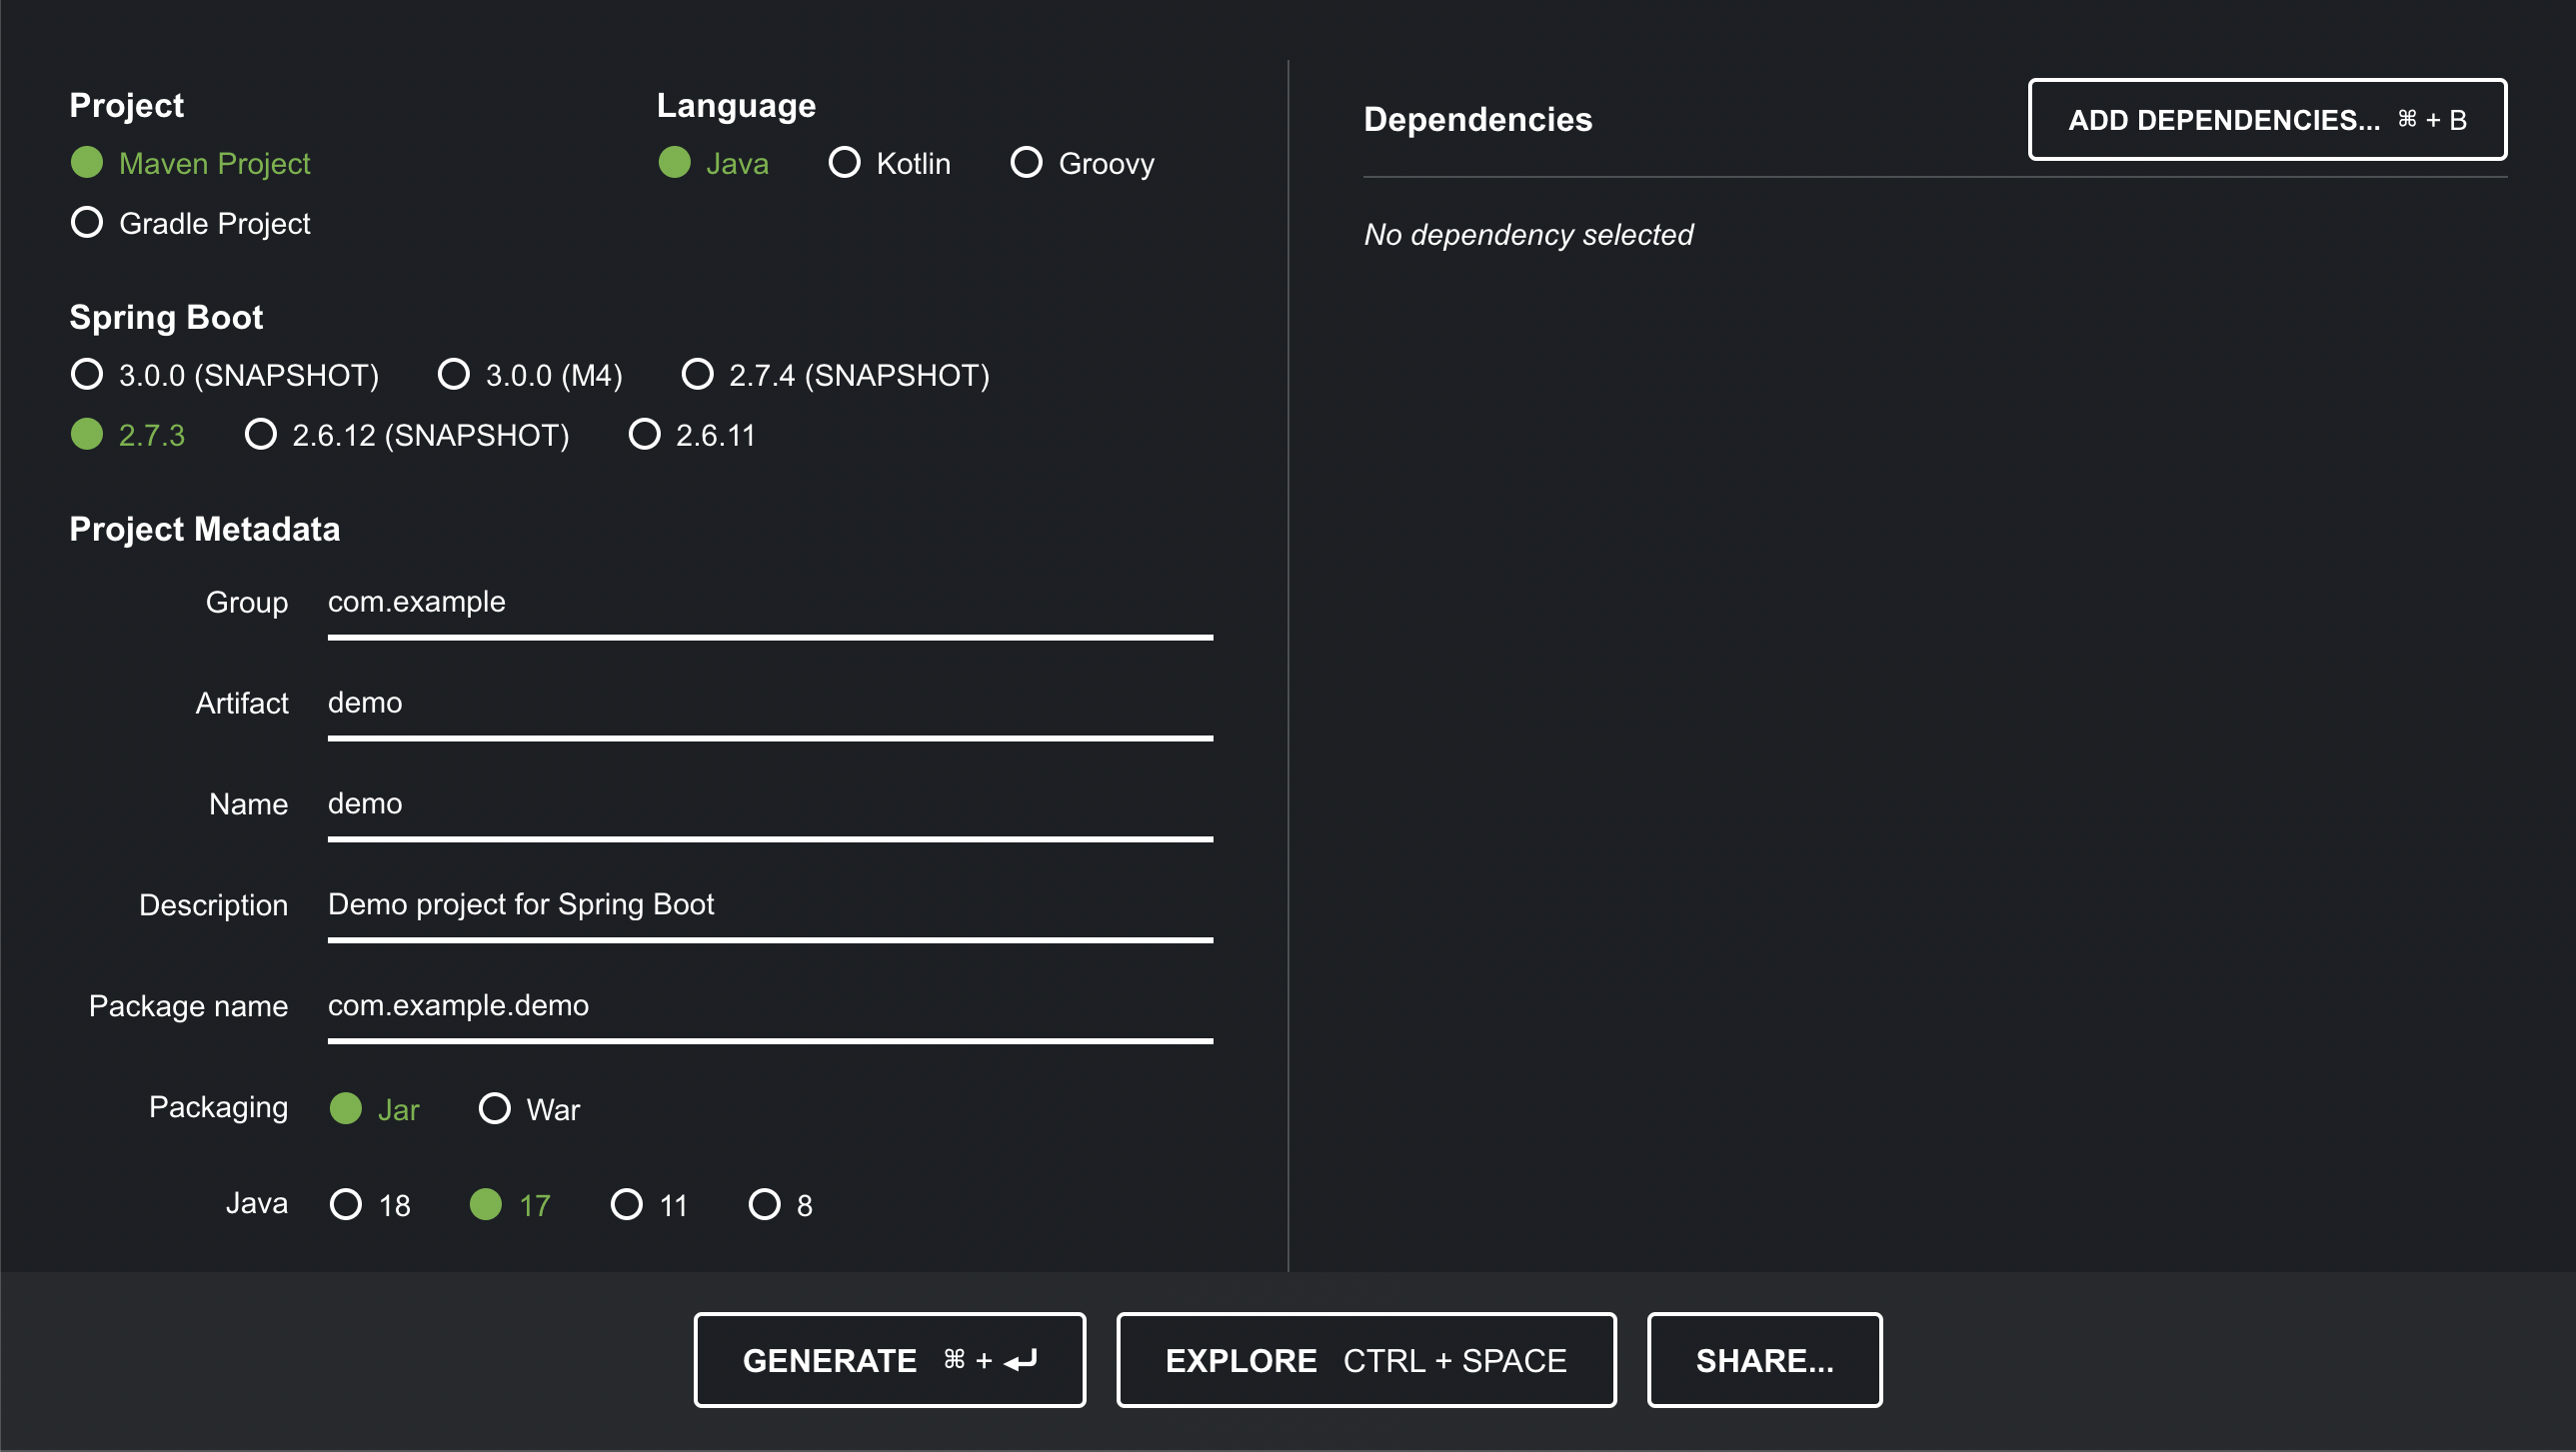 Project
Maven Project
Gradle Project
Language
Java Kotlin Groovy
Spring Boot
3.0.0 (SNAPSHOT) 3.0.0 (M4) 2.7.4 (SNAPSHOT)
2.7.3 2.6.12 (SNAPSHOT) 2.6.11
Project Metadata
Group com.example
Artifact demo
Name demo
Description Demo project for Spring Boot
Package name com.example.demo
Packaging Jar War
Java 18 17 11 8
Dependencies
ADD DEPENDENCIES... ⌘ + B
No dependency selected
GENERATE ⌘ + ⏎
EXPLORE CTRL + SPACE
SHARE...